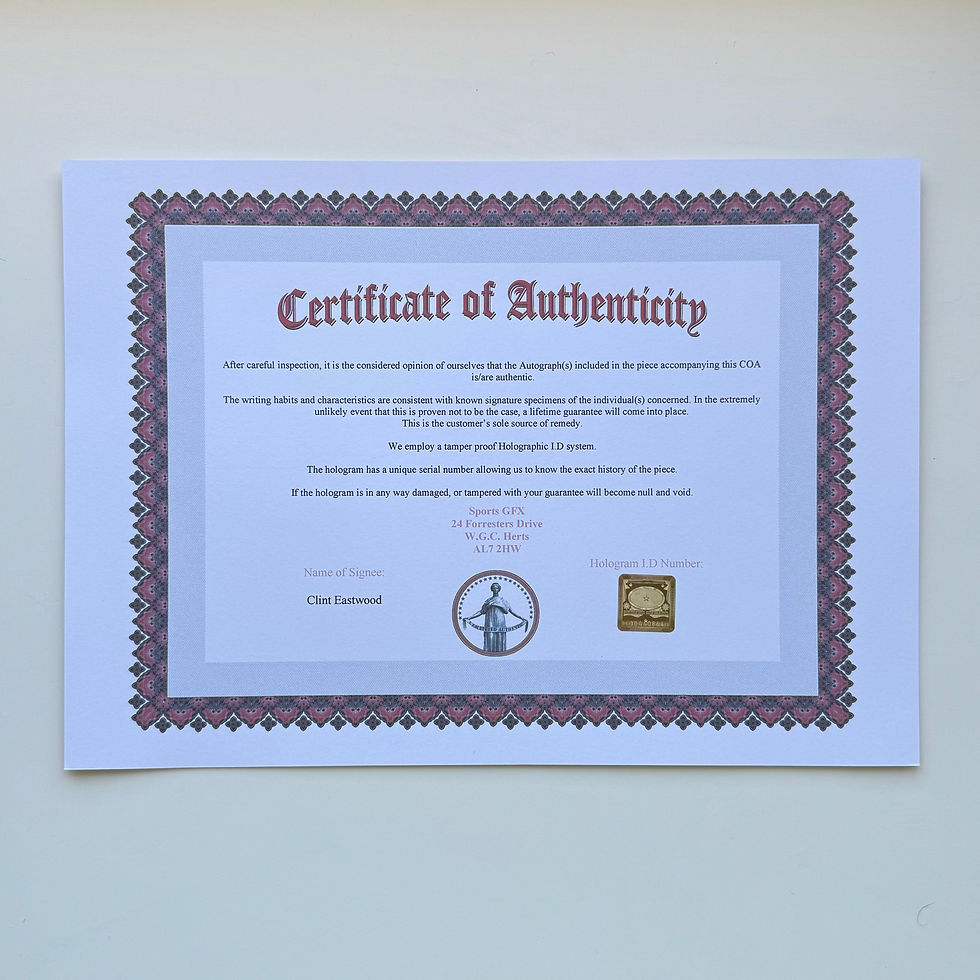 Certificate of Authenticity
After careful inspection, it is the considered opinion of ourselves that the Autograph(s) included in the piece accompanying this COA
is/are authentic.
The writing habits and characteristics are consistent with known signature specimens of the individual(s) concerned. In the extremely
unlikely event that this is proven not to be the case, a lifetime guarantee will come into place.
This is the customer's sole source of remedy.
We employ a tamper proof Holographic I.D system.
The hologram has a unique serial number allowing us to know the exact history of the piece.
If the hologram is in any way damaged, or tampered with your guarantee will become null and void.
Sports GFX
24 Forresters Drive
W.G.C. Herts
AL7 2HW
Name of Signee:
Hologram I.D Number:
Clint Eastwood